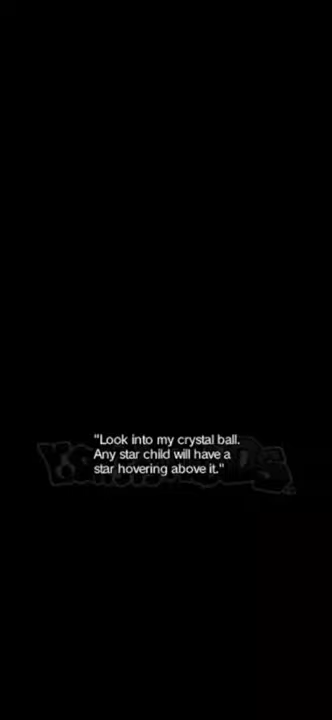 "Look into my crystal ball.
Any star child will have a
star hovering above it."